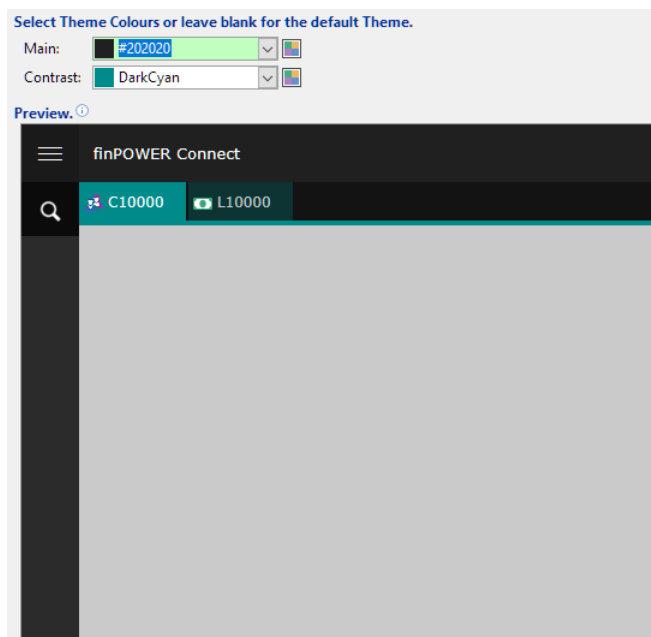 Select Theme Colours or leave blank for the default Theme.
Main: #202020
Contrast: DarkCyan
Preview.
finPOWER Connect
C10000 L10000